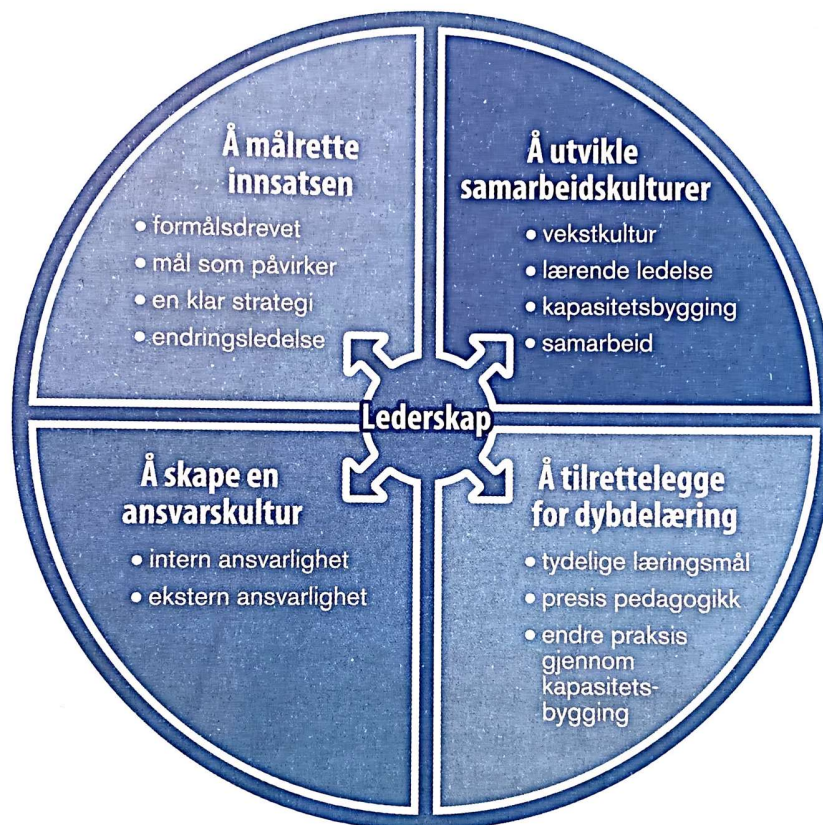 Å målrette
innsatsen
• formålsdrevet
• mål som påvirker
• en klar strategi
• endringsledelse
Å utvikle
samarbeidskulturer
• vekstkultur
• lærende ledelse
• kapasitetsbygging
• samarbeid
Lederskap
Å skape en
ansvarskultur
• intern ansvarlighet
• ekstern ansvarlighet
Å tilrettelegge
for dybdelæring
• tydelige læringsmål
• presis pedagogikk
• endre praksis
gjennom
kapasitets-
bygging